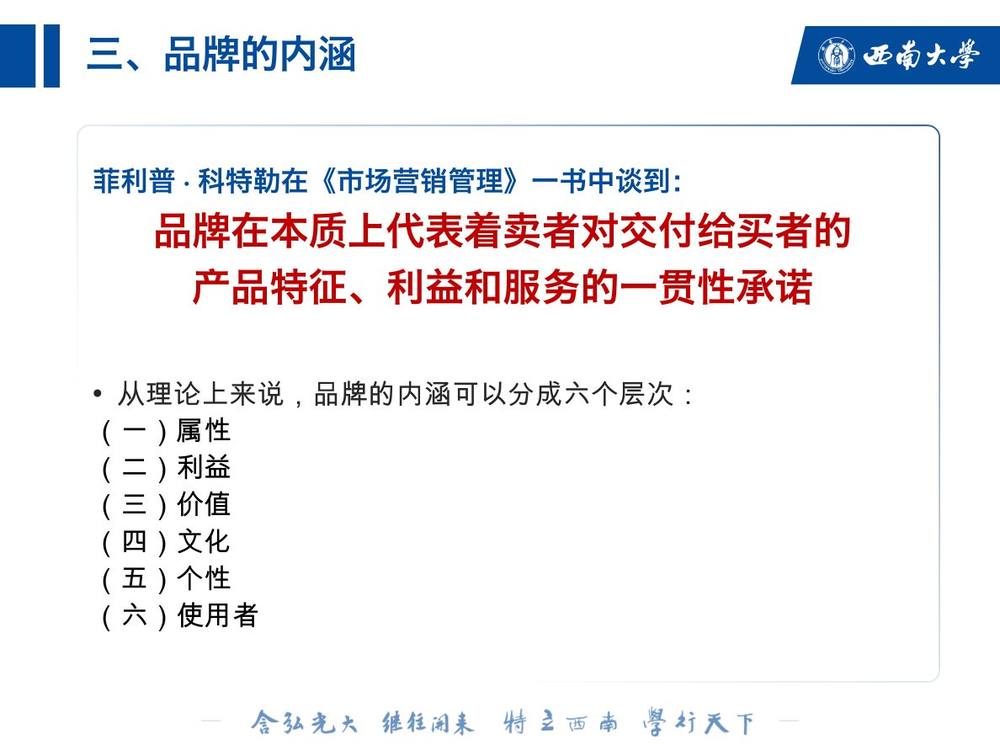 三、品牌的内涵
西南大学
菲利普·科特勒在《市场营销管理》一书中谈到：
品牌在本质上代表着卖者对交付给买者的
产品特征、利益和服务的一贯性承诺
• 从理论上来说，品牌的内涵可以分成六个层次：
（一）属性
（二）利益
（三）价值
（四）文化
（五）个性
（六）使用者
含弘光大 继往开来 特立西南 学行天下